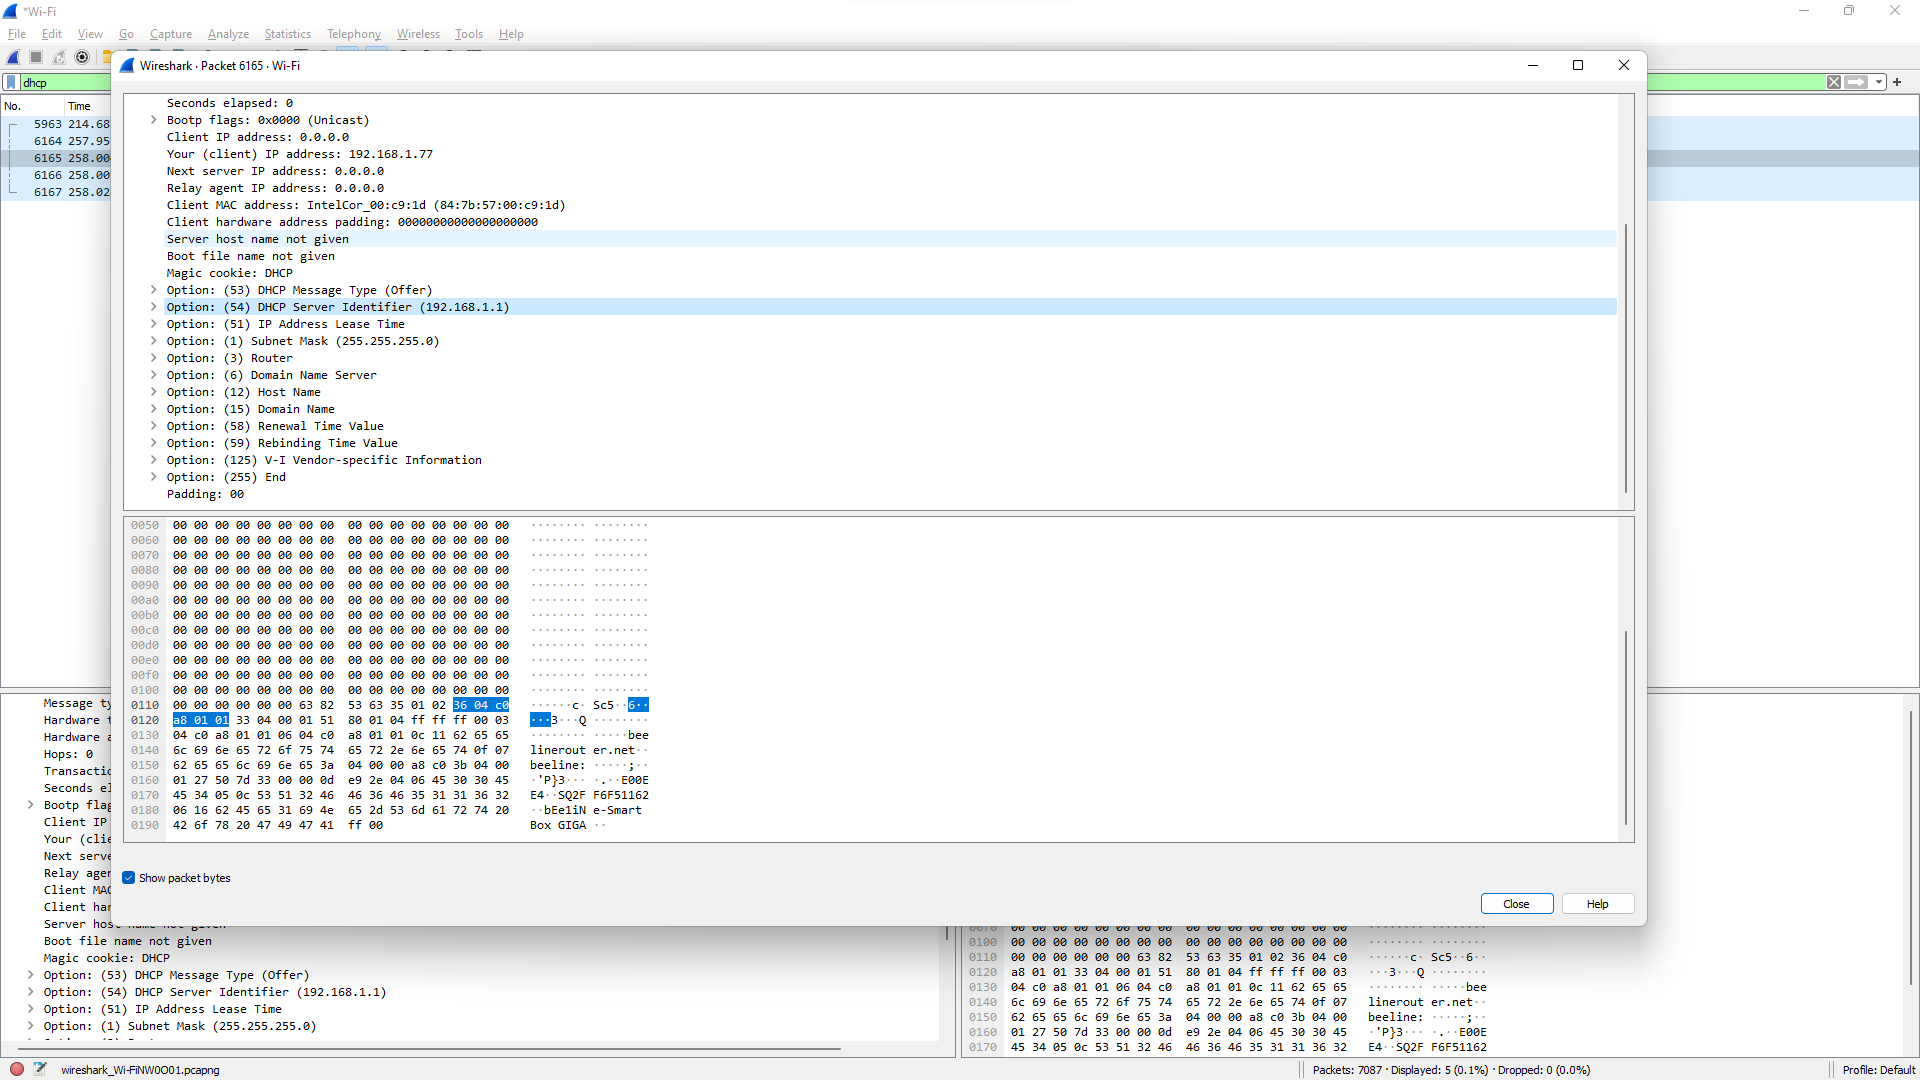 *Wi-Fi
File Edit View Go Capture Analyze Statistics Telephony Wireless Tools Help
Wireshark · Packet 6165 · Wi-Fi
dhcp
No. Time
5963 214.68
6164 257.95
6165 258.00
6166 258.00
6167 258.02
Seconds elapsed: 0
Bootp flags: 0x0000 (Unicast)
Client IP address: 0.0.0.0
Your (client) IP address: 192.168.1.77
Next server IP address: 0.0.0.0
Relay agent IP address: 0.0.0.0
Client MAC address: IntelCor_00:c9:1d (84:7b:57:00:c9:1d)
Client hardware address padding: 00000000000000000000
Server host name not given
Boot file name not given
Magic cookie: DHCP
Option: (53) DHCP Message Type (Offer)
Option: (54) DHCP Server Identifier (192.168.1.1)
Option: (51) IP Address Lease Time
Option: (1) Subnet Mask (255.255.255.0)
Option: (3) Router
Option: (6) Domain Name Server
Option: (12) Host Name
Option: (15) Domain Name
Option: (58) Renewal Time Value
Option: (59) Rebinding Time Value
Option: (125) V-I Vendor-specific Information
Option: (255) End
Padding: 00
0050 00 00 00 00 00 00 00 00 00 00 00 00 00 00 00 00 ········ ········
0060 00 00 00 00 00 00 00 00 00 00 00 00 00 00 00 00 ········ ········
0070 00 00 00 00 00 00 00 00 00 00 00 00 00 00 00 00 ········ ········
0080 00 00 00 00 00 00 00 00 00 00 00 00 00 00 00 00 ········ ········
0090 00 00 00 00 00 00 00 00 00 00 00 00 00 00 00 00 ········ ········
00a0 00 00 00 00 00 00 00 00 00 00 00 00 00 00 00 00 ········ ········
00b0 00 00 00 00 00 00 00 00 00 00 00 00 00 00 00 00 ········ ········
00c0 00 00 00 00 00 00 00 00 00 00 00 00 00 00 00 00 ········ ········
00d0 00 00 00 00 00 00 00 00 00 00 00 00 00 00 00 00 ········ ········
00e0 00 00 00 00 00 00 00 00 00 00 00 00 00 00 00 00 ········ ········
00f0 00 00 00 00 00 00 00 00 00 00 00 00 00 00 00 00 ········ ········
0100 00 00 00 00 00 00 00 00 00 00 00 00 00 00 00 00 ········ ········
0110 00 00 00 00 00 00 63 82 53 63 35 01 02 36 04 c0 ······c· Sc5··6··
0120 a8 01 01 33 04 00 01 51 80 01 04 ff ff ff 00 03 ···3···Q ········
0130 04 c0 a8 01 01 06 04 c0 a8 01 01 0c 11 62 65 65 ········ ·····bee
0140 6c 69 6e 65 72 6f 75 74 65 72 2e 6e 65 74 0f 07 linerout er.net··
0150 62 65 65 6c 69 6e 65 3a 04 00 00 a8 c0 3b 04 00 beeline: ·····;··
0160 01 27 50 7d 33 00 00 0d e9 2e 04 06 45 30 30 45 ·'P}3··· ·.··E00E
0170 45 34 05 0c 53 51 32 46 46 36 46 35 31 31 36 32 E4··SQ2F F6F51162
0180 06 16 62 45 65 31 69 4e 65 2d 53 6d 61 72 74 20 ··bEe1iN e-Smart
0190 42 6f 78 20 47 49 47 41 ff 00 Box GIGA ··
Show packet bytes
Close Help
Message ty
Hardware t
Hardware a
Hops: 0
Transactio
Seconds el
Bootp flag
Client IP
Your (clie
Next serve
Relay agen
Client MAC
Client har
Server host name not given
Boot file name not given
Magic cookie: DHCP
Option: (53) DHCP Message Type (Offer)
Option: (54) DHCP Server Identifier (192.168.1.1)
Option: (51) IP Address Lease Time
Option: (1) Subnet Mask (255.255.255.0)
00f0 00 00 00 00 00 00 00 00 00 00 00 00 00 00 00 00 ········ ········
0100 00 00 00 00 00 00 00 00 00 00 00 00 00 00 00 00 ········ ········
0110 00 00 00 00 00 00 63 82 53 63 35 01 02 36 04 c0 ······c· Sc5··6··
0120 a8 01 01 33 04 00 01 51 80 01 04 ff ff ff 00 03 ···3···Q ········
0130 04 c0 a8 01 01 06 04 c0 a8 01 01 0c 11 62 65 65 ········ ·····bee
0140 6c 69 6e 65 72 6f 75 74 65 72 2e 6e 65 74 0f 07 linerout er.net··
0150 62 65 65 6c 69 6e 65 3a 04 00 00 a8 c0 3b 04 00 beeline: ·····;··
0160 01 27 50 7d 33 00 00 0d e9 2e 04 06 45 30 30 45 ·'P}3··· ·.··E00E
0170 45 34 05 0c 53 51 32 46 46 36 46 35 31 31 36 32 E4··SQ2F F6F51162
wireshark_Wi-FiNW0O01.pcapng
Packets: 7087 · Displayed: 5 (0.1%) · Dropped: 0 (0.0%)
Profile: Default